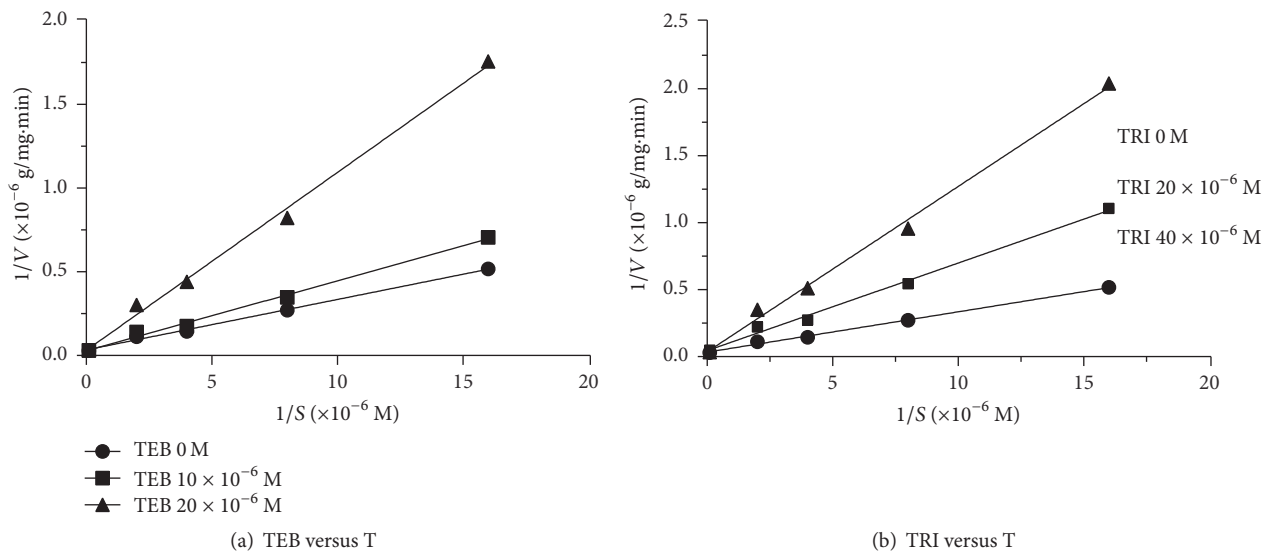 2.0
1.5
1.0
0.5
0.0
1/V (×10⁻⁶ g/mg·min)
0
5
10
15
20
1/S (×10⁻⁶ M)
TEB 0 M
TEB 10 × 10⁻⁶ M
TEB 20 × 10⁻⁶ M
(a) TEB versus T
2.5
2.0
1.5
1.0
0.5
0.0
1/V (×10⁻⁶ g/mg·min)
TRI 0 M
TRI 20 × 10⁻⁶ M
TRI 40 × 10⁻⁶ M
0
5
10
15
20
1/S (×10⁻⁶ M)
(b) TRI versus T